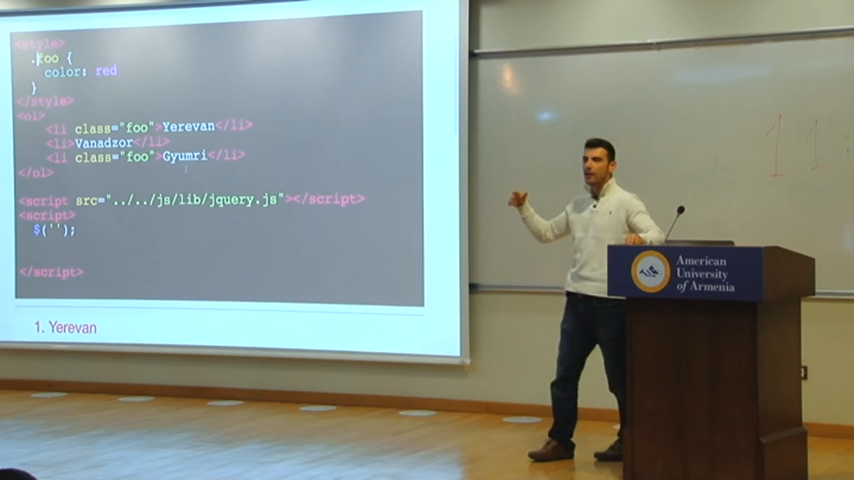 <style>
.foo {
color: red
}
</style>
<ol>
<li class="foo">Yerevan</li>
<li>Vanadzor</li>
<li class="foo">Gyumri</li>
</ol>
<script src="../../js/lib/jquery.js"></script>
<script>
$('');
</script>
1. Yerevan
11:
American
University
of Armenia